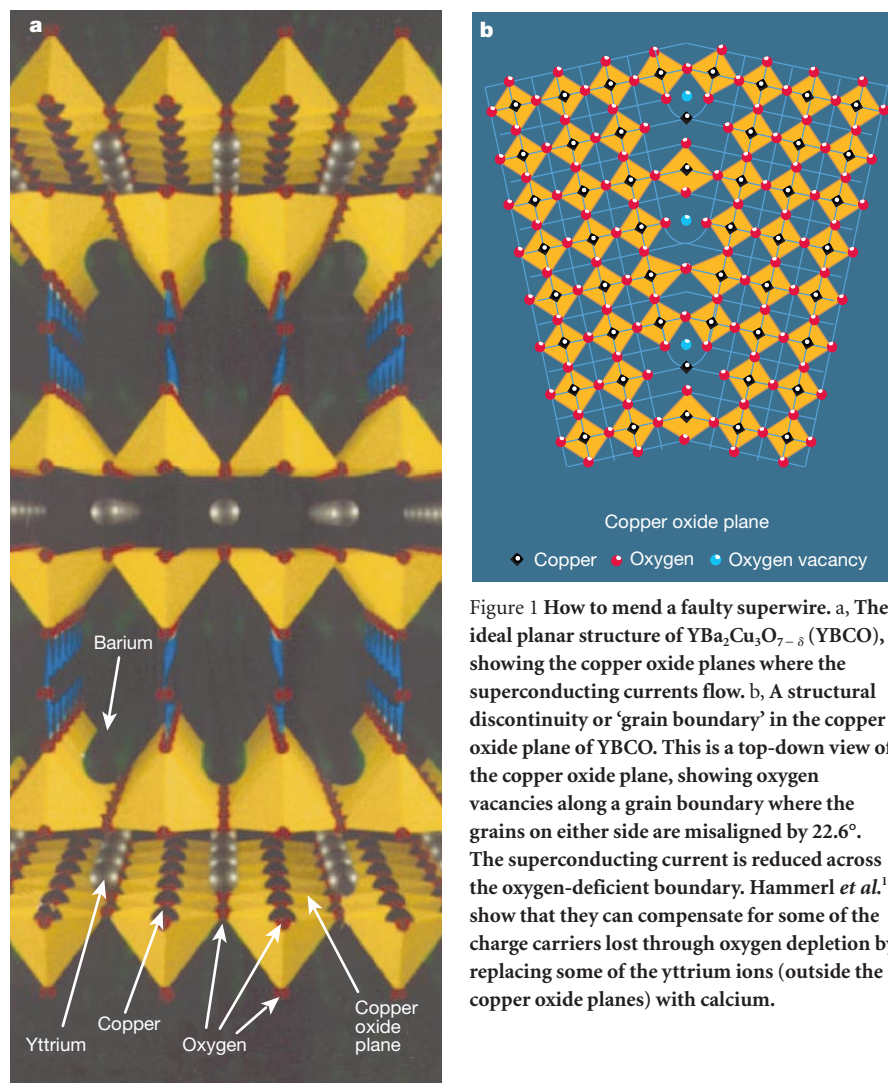 a
Barium
Yttrium
Copper
Oxygen
Copper
oxide
plane
b
Copper oxide plane
Copper Oxygen Oxygen vacancy
Figure 1 How to mend a faulty superwire. a, The
ideal planar structure of YBa₂Cu₃O₇₋δ (YBCO),
showing the copper oxide planes where the
superconducting currents flow. b, A structural
discontinuity or ‘grain boundary’ in the copper
oxide plane of YBCO. This is a top-down view of
the copper oxide plane, showing oxygen
vacancies along a grain boundary where the
grains on either side are misaligned by 22.6°.
The superconducting current is reduced across
the oxygen-deficient boundary. Hammerl et al.¹
show that they can compensate for some of the
charge carriers lost through oxygen depletion by
replacing some of the yttrium ions (outside the
copper oxide planes) with calcium.